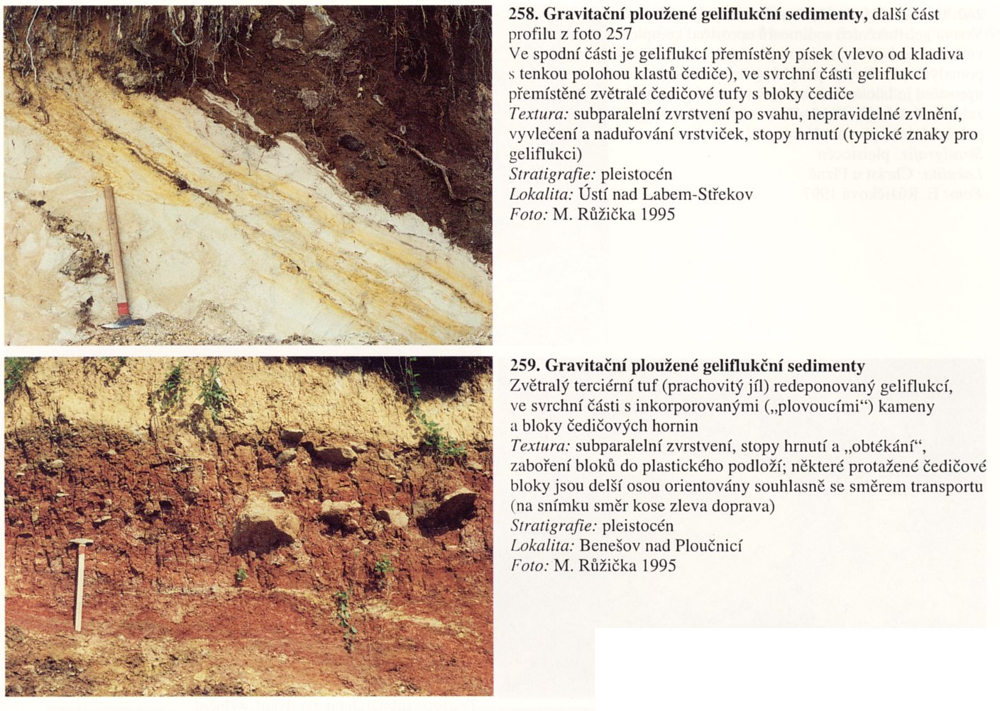 258. Gravitační ploužené geliflukční sedimenty, další část
profilu z foto 257
Ve spodní části je geliflukcí přemístěný písek (vlevo od kladiva
s tenkou polohou klastů čediče), ve svrchní části geliflukcí
přemístěné zvětralé čedičové tufy s bloky čediče
Textura: subparalelní zvrstvení po svahu, nepravidelné zvlnění,
vyvlečení a naduřování vrstviček, stopy hrnutí (typické znaky pro
geliflukci)
Stratigrafie: pleistocén
Lokalita: Ústí nad Labem-Střekov
Foto: M. Růžička 1995
259. Gravitační ploužené geliflukční sedimenty
Zvětralý terciérní tuf (prachovitý jíl) redeponovaný geliflukcí,
ve svrchní části s inkorporovanými („plovoucími“) kameny
a bloky čedičových hornin
Textura: subparalelní zvrstvení, stopy hrnutí a „obtékání“,
zaboření bloků do plastického podloží; některé protažené čedičové
bloky jsou delší osou orientovány souhlasně se směrem transportu
(na snímku směr kose zleva doprava)
Stratigrafie: pleistocén
Lokalita: Benešov nad Ploučnicí
Foto: M. Růžička 1995